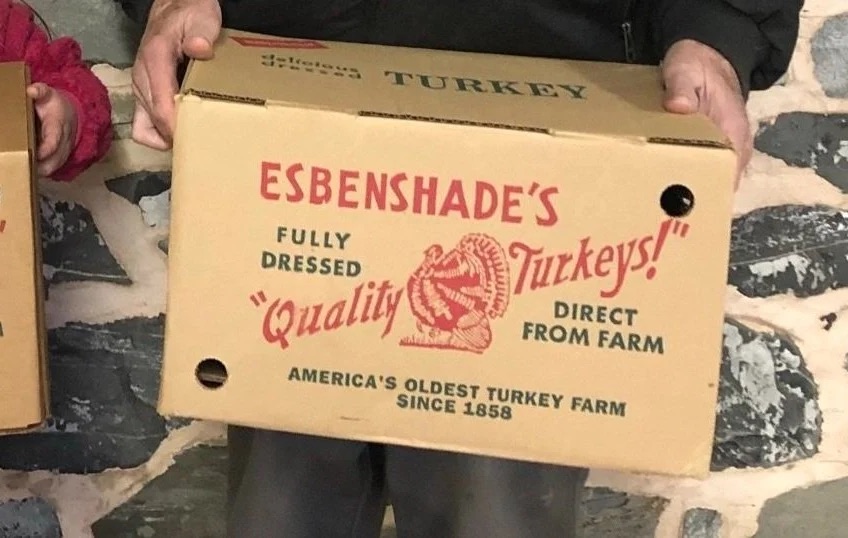 delicious
dressed
TURKEY
ESBENSHADE'S
FULLY
DRESSED
"Quality Turkeys!"
DIRECT
FROM FARM
AMERICA'S OLDEST TURKEY FARM
SINCE 1858